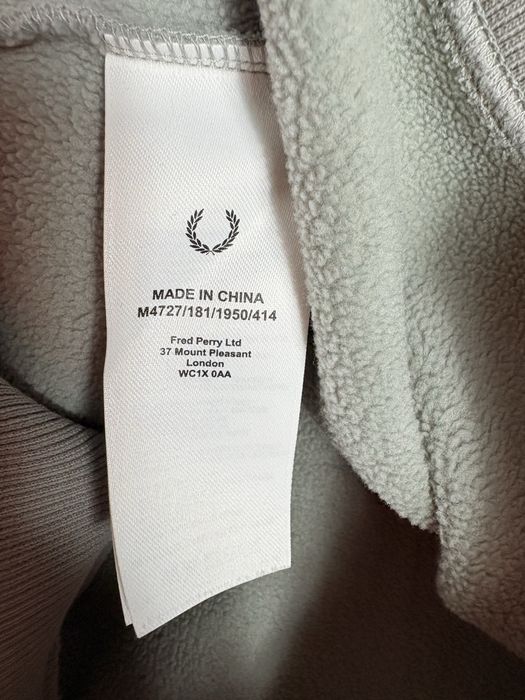 MADE IN CHINA
M4727/181/1950/414
Fred Perry Ltd
37 Mount Pleasant
London
WC1X 0AA